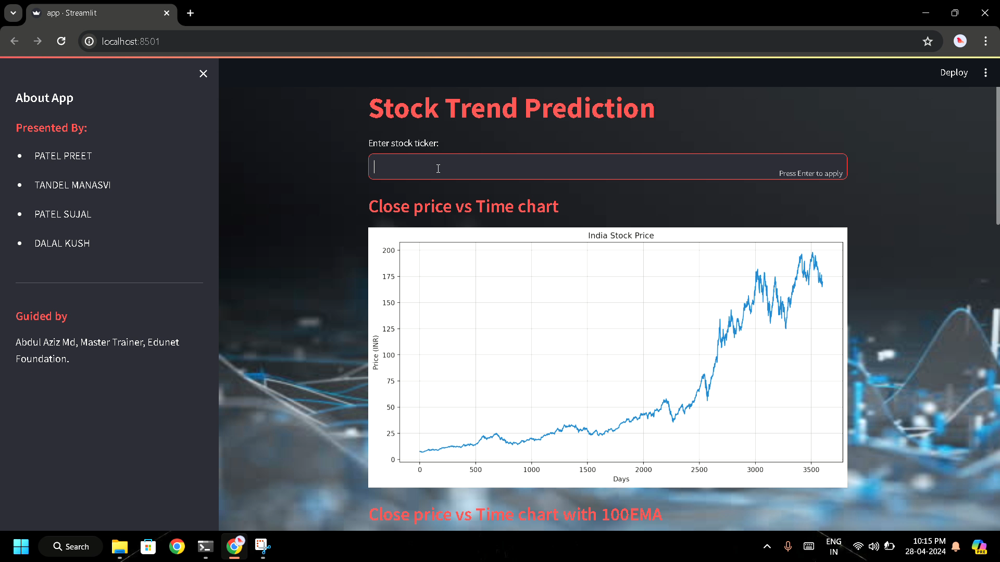 app · Streamlit
localhost:8501
Deploy
About App
Presented By:
PATEL PREET
TANDEL MANASVI
PATEL SUJAL
DALAL KUSH
Guided by
Abdul Aziz Md, Master Trainer, Edunet
Foundation.
Stock Trend Prediction
Enter stock ticker:
Press Enter to apply
Close price vs Time chart
India Stock Price
200
175
150
125
100
75
50
25
0
Price (INR)
0 500 1000 1500 2000 2500 3000 3500
Days
Close price vs Time chart with 100EMA
Search
ENG
IN
10:15 PM
28-04-2024
PRE